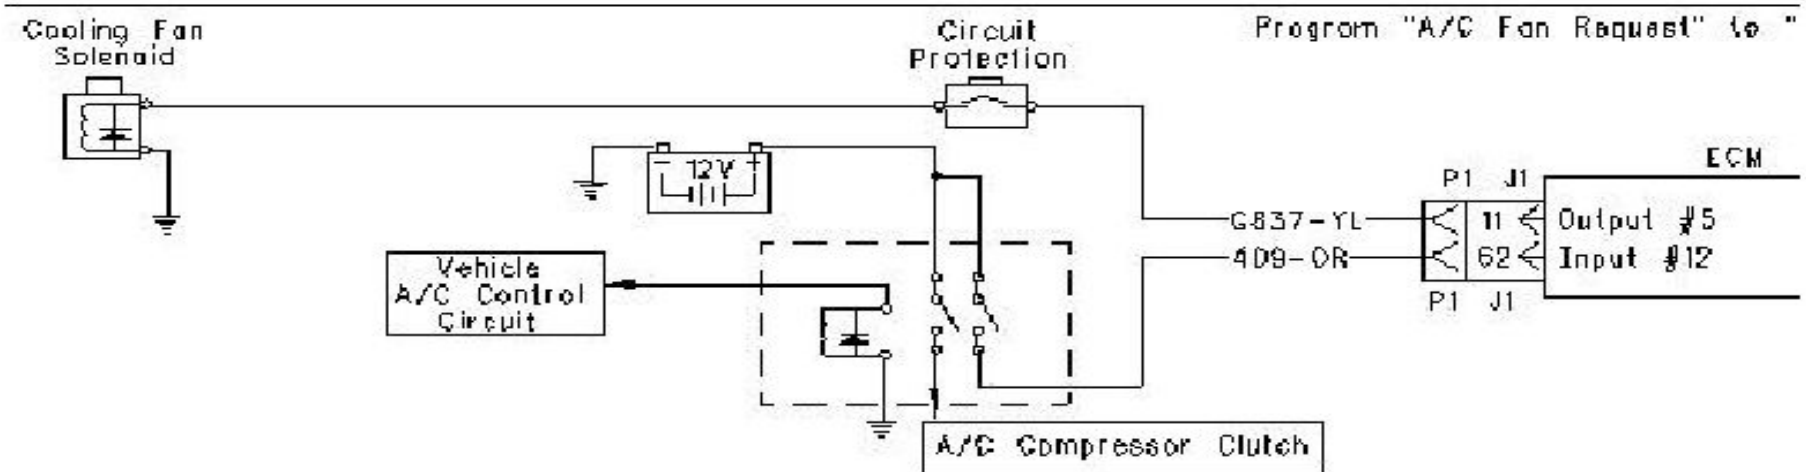 Cooling Fan
Solenoid
Circuit
Protection
Program "A/C Fan Request" to "
- 12V +
ECM
P1 J1
G837-YL 11 Output #5
409-OR 62 Input #12
P1 J1
Vehicle
A/C Control
Circuit
A/C Compressor Clutch